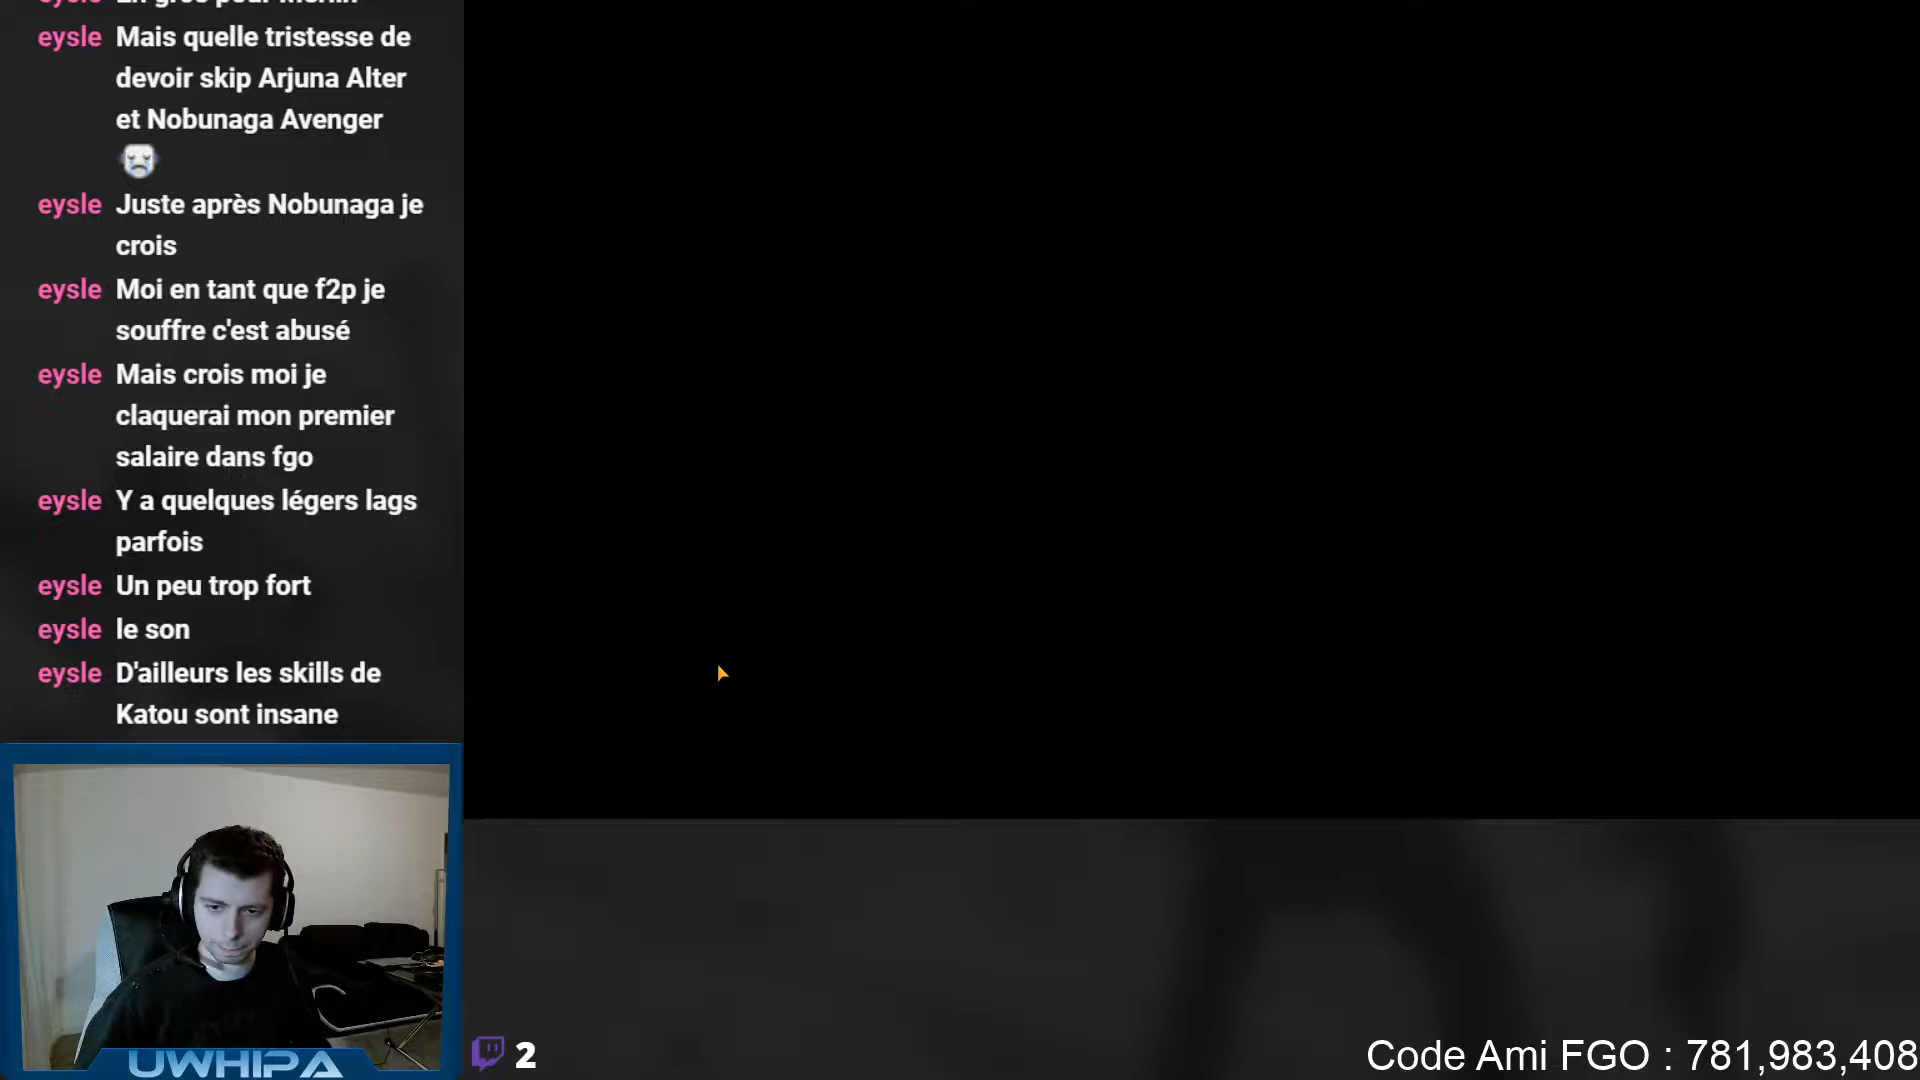 eysle Mais quelle tristesse de
devoir skip Arjuna Alter
et Nobunaga Avenger
eysle Juste après Nobunaga je
crois
eysle Moi en tant que f2p je
souffre c'est abusé
eysle Mais crois moi je
claquerai mon premier
salaire dans fgo
eysle Y a quelques légers lags
parfois
eysle Un peu trop fort
eysle le son
eysle D'ailleurs les skills de
Katou sont insane
UWHIPA
2
Code Ami FGO : 781,983,408